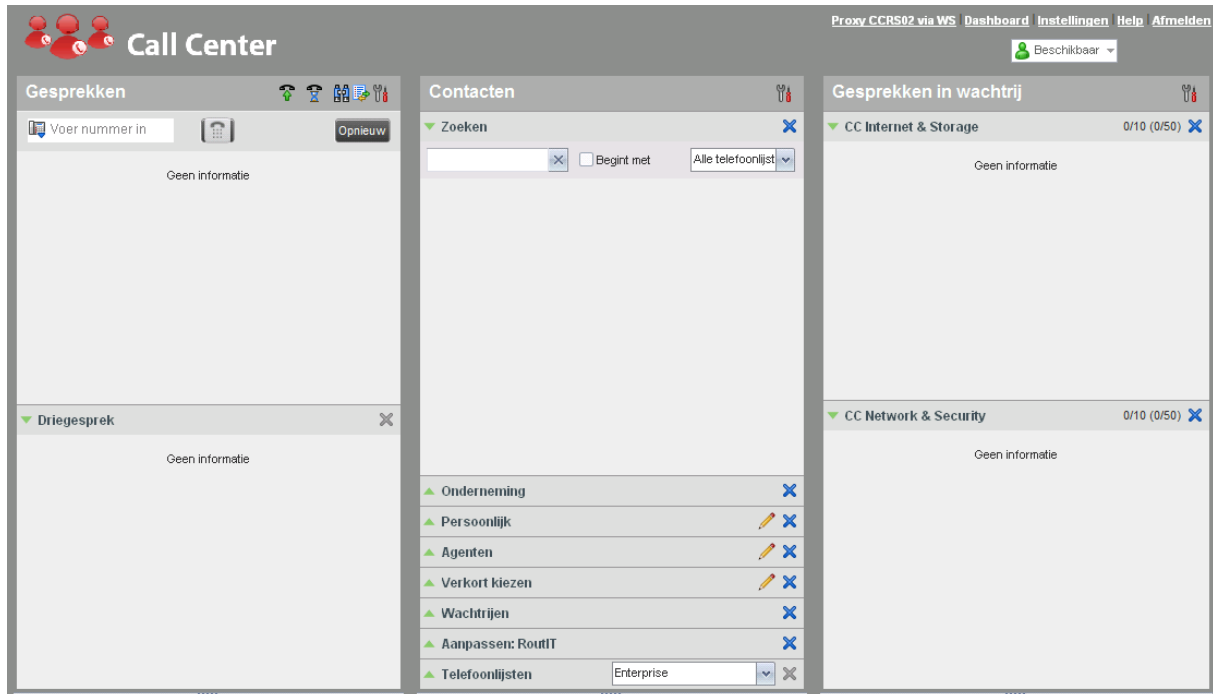 Proxy CCRS02 via WS Dashboard Instellingen Help Afmelden
Call Center
Beschikbaar
Gesprekken
Voer nummer in
Opnieuw
Geen informatie
Driegesprek
Geen informatie
Contacten
Zoeken
Begint met
Alle telefoonlijst
Onderneming
Persoonlijk
Agenten
Verkort kiezen
Wachtrijen
Aanpassen: RoutIT
Telefoonlijsten Enterprise
Gesprekken in wachtrij
CC Internet & Storage 0/10 (0/50)
Geen informatie
CC Network & Security 0/10 (0/50)
Geen informatie